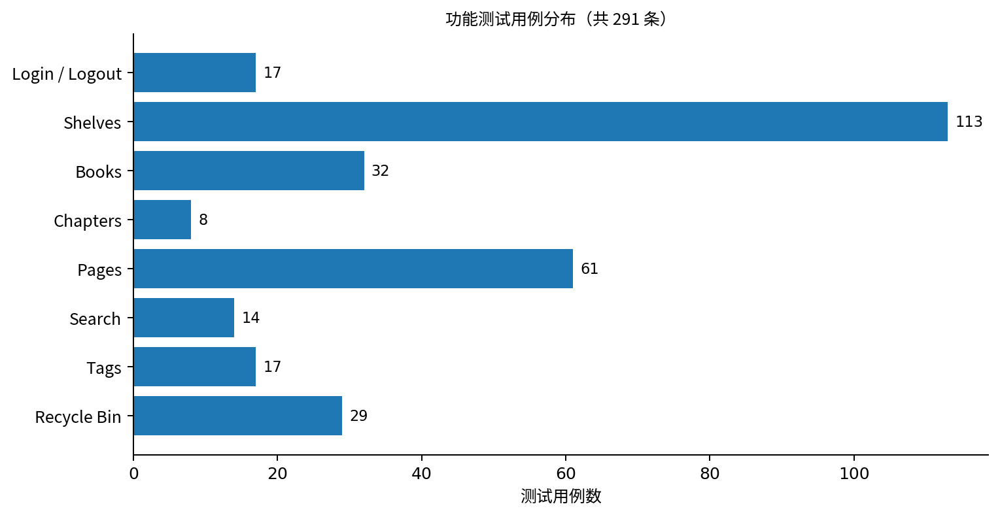 功能测试用例分布（共 291 条）
Login / Logout 17
Shelves 113
Books 32
Chapters 8
Pages 61
Search 14
Tags 17
Recycle Bin 29
0 20 40 60 80 100
测试用例数